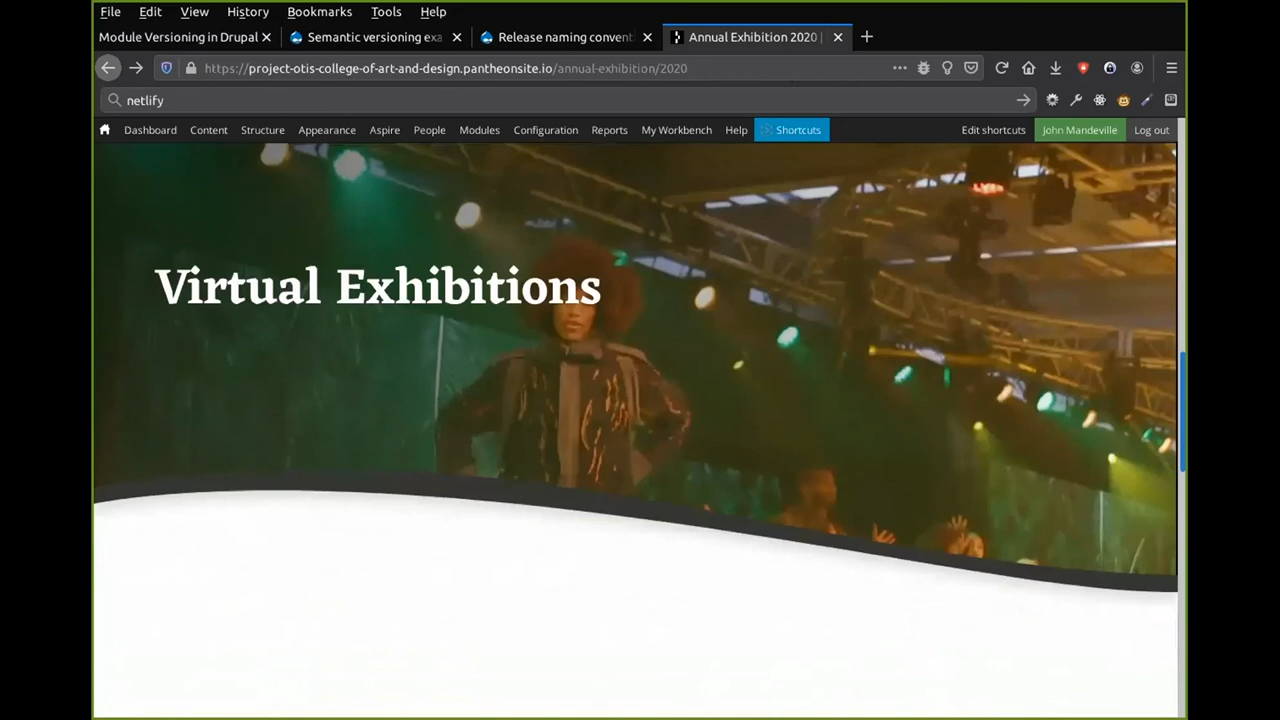 File Edit View History Bookmarks Tools Help
Module Versioning in Drupal Semantic versioning exa Release naming convent Annual Exhibition 2020 |
https://project-otis-college-of-art-and-design.pantheonsite.io/annual-exhibition/2020
netlify
Dashboard Content Structure Appearance Aspire People Modules Configuration Reports My Workbench Help Shortcuts Edit shortcuts John Mandeville Log out
Virtual Exhibitions